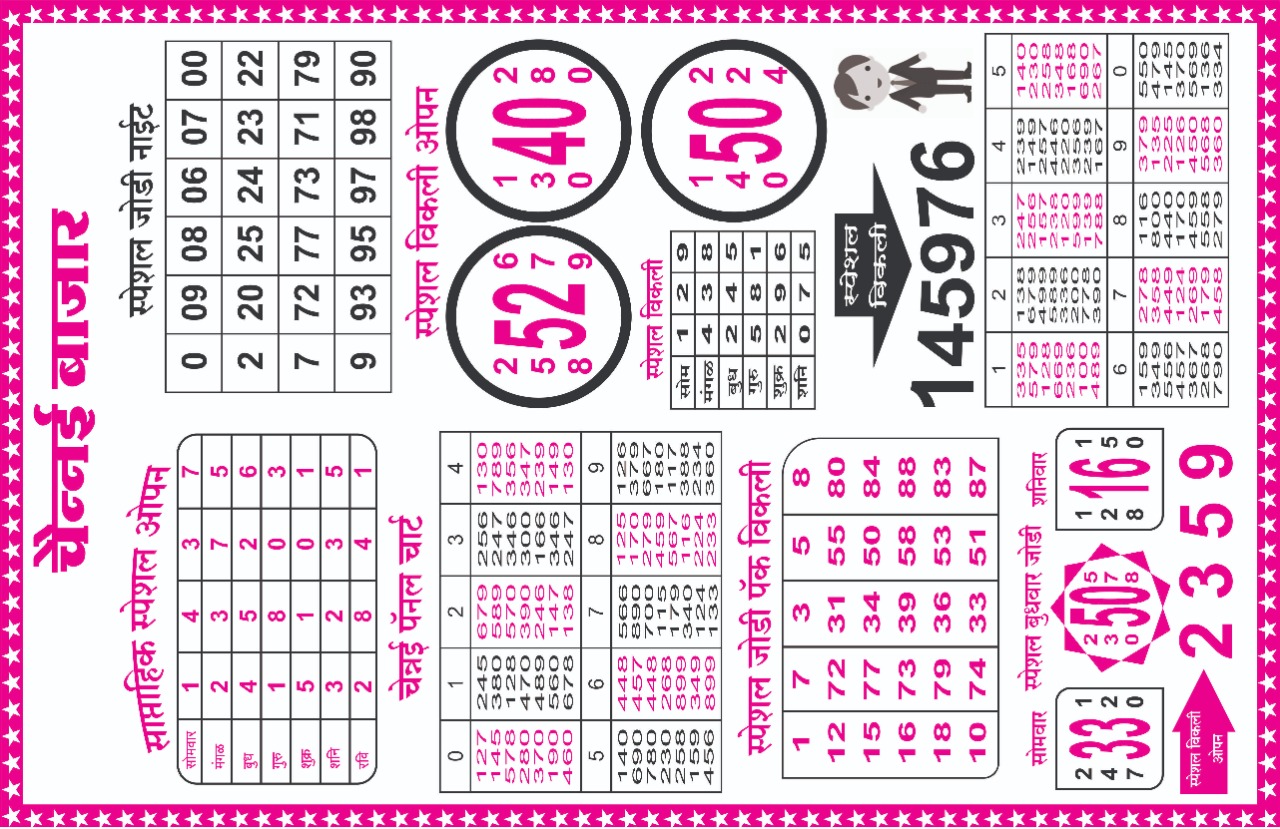 चैन्नई बाजार
साप्ताहिक स्पेशल ओपन
सोमवार 1 4 3 7
मंगळ 2 3 7 5
बुध 4 5 2 6
गुरु 1 8 0 3
शुक्र 5 1 0 1
शनि 3 2 3 5
रवि 2 8 4 1
स्पेशल जोडी नाईट
0 09 08 06 07 00
2 20 25 24 23 22
7 72 77 73 71 79
9 93 95 97 98 90
चेन्नई पॅनल चार्ट
0 1 2 3 4
127 245 679 256 130
145 380 589 247 789
578 128 570 346 356
280 470 390 300 347
370 489 246 166 239
190 560 147 346 149
460 678 138 247 130
5 6 7 8 9
140 448 566 125 126
690 457 890 170 379
780 448 700 279 667
230 268 115 459 180
258 899 179 567 117
159 349 340 116 388
456 899 124 224 234
133 233 360
स्पेशल विकली ओपन
2 5 8 52 6 7 9
1 3 0 40 2 8 0
1 4 0 50 2 2 4
स्पेशल विकली
सोम 1 2 9
मंगळ 4 3 8
बुध 2 4 5
गुरु 5 8 1
शुक्र 2 9 6
शनि 0 7 5
स्पेशल जोडी पॅक विकली
1 7 3 5 8
12 72 31 55 80
15 77 34 50 84
16 73 39 58 88
18 79 36 53 83
10 74 33 51 87
स्पेशल
विकली
145976
1 2 3 4 5
335 138 247 239 140
579 679 256 149 230
128 499 157 257 258
669 589 238 446 348
236 336 120 220 168
100 200 599 356 690
489 778 139 239 267
390 788 167
6 7 8 9 0
159 278 116 379 550
349 358 800 135 479
556 449 440 225 145
457 124 170 126 370
367 269 459 450 569
268 179 558 568 136
790 458 279 360 334
सोमवार
2 4 7 33 1 2 0
स्पेशल बुधवार जोडी
2 3 0 50 5 7 8
शनिवार
1 2 8 16 1 5 0
स्पेशल विकली
ओपन
2 3 5 9